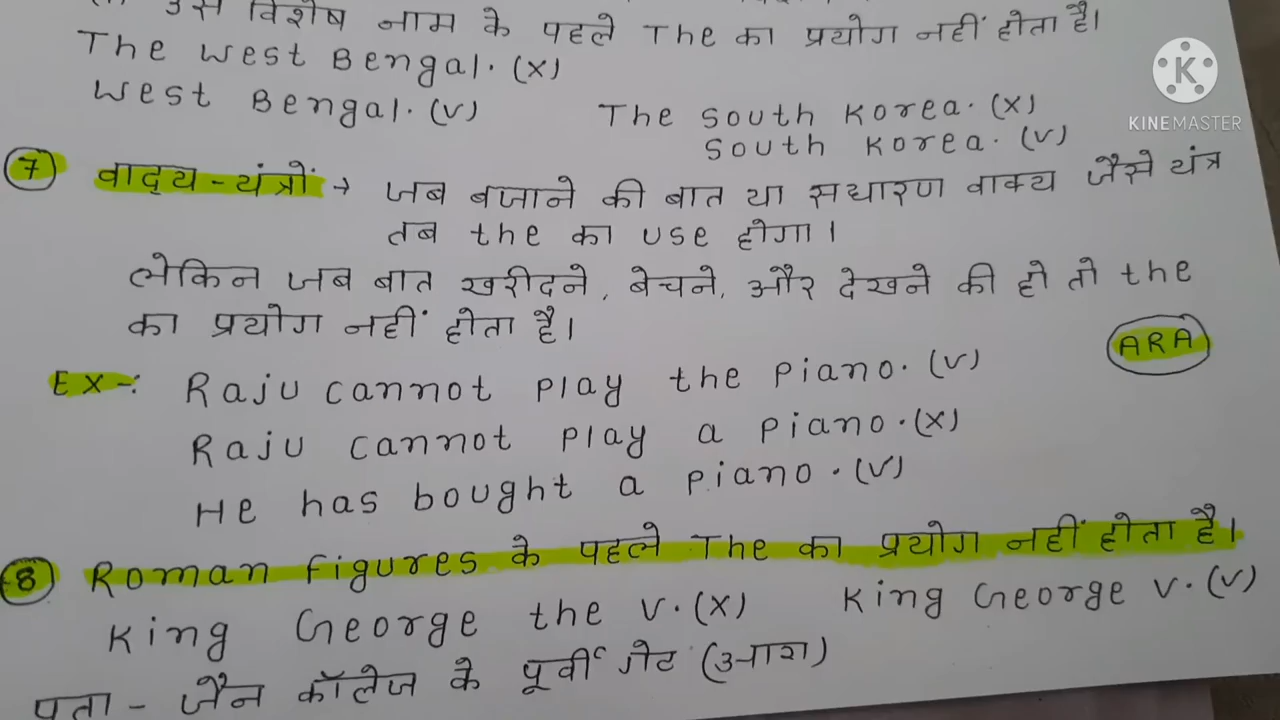 उस विशेष नाम के पहले The का प्रयोग नहीं होता है।
The west Bengal. (x)
west Bengal. (v)
The south Korea. (x)
south Korea. (v)
KINEMASTER
7 वाद्य-यंत्रों → जब बजाने की बात या सधारण वाक्य जैसे यंत्र
तब the का use होगा।
लेकिन जब बात खरीदने, बेचने, और देखने की हो तो the
का प्रयोग नहीं होता है।
ARA
Ex-: Raju cannot play the piano. (v)
Raju cannot play a piano. (x)
He has bought a piano. (v)
8 Roman figures के पहले The का प्रयोग नहीं होता है।
King George the V. (x) King George V. (v)
पता - जैन कॉलेज के पूर्वी गेट (आरा)